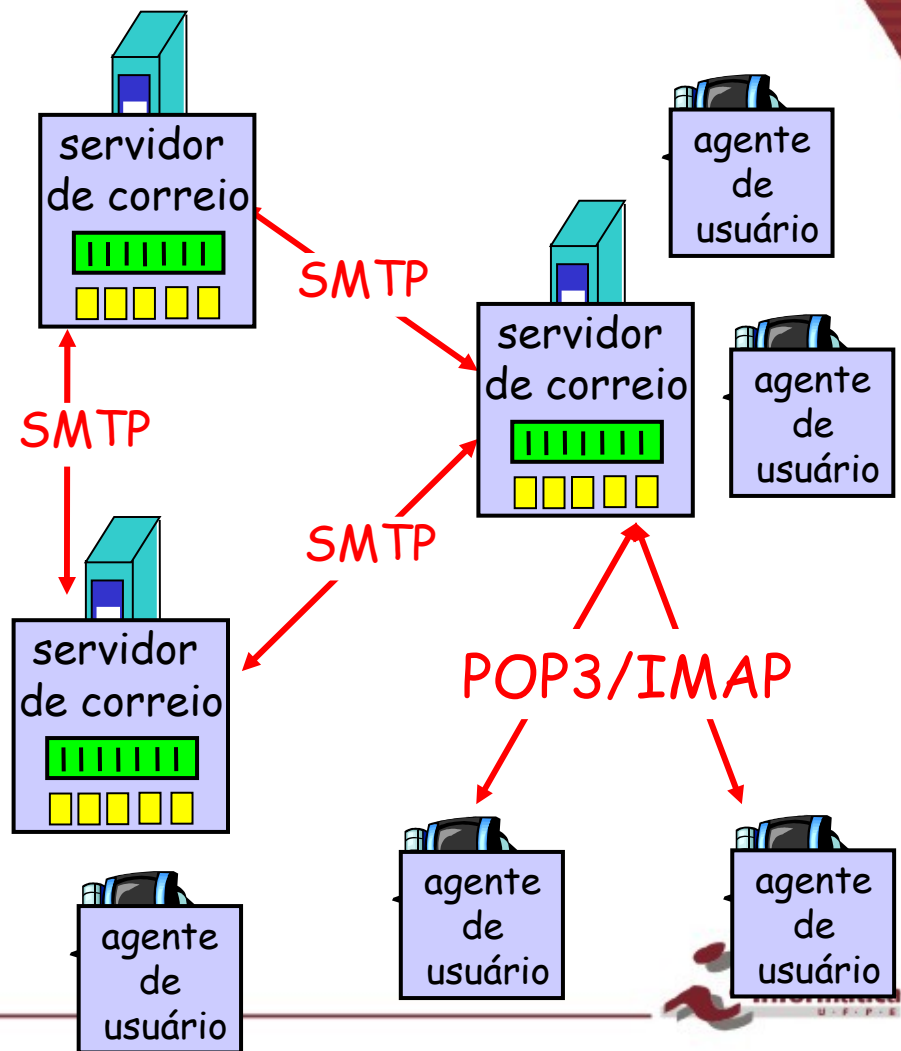 servidor
de correio
agente
de
usuário
SMTP
servidor
de correio
agente
de
usuário
SMTP
SMTP
servidor
de correio
POP3/IMAP
agente
de
usuário
agente
de
usuário
agente
de
usuário
U·F·P·E